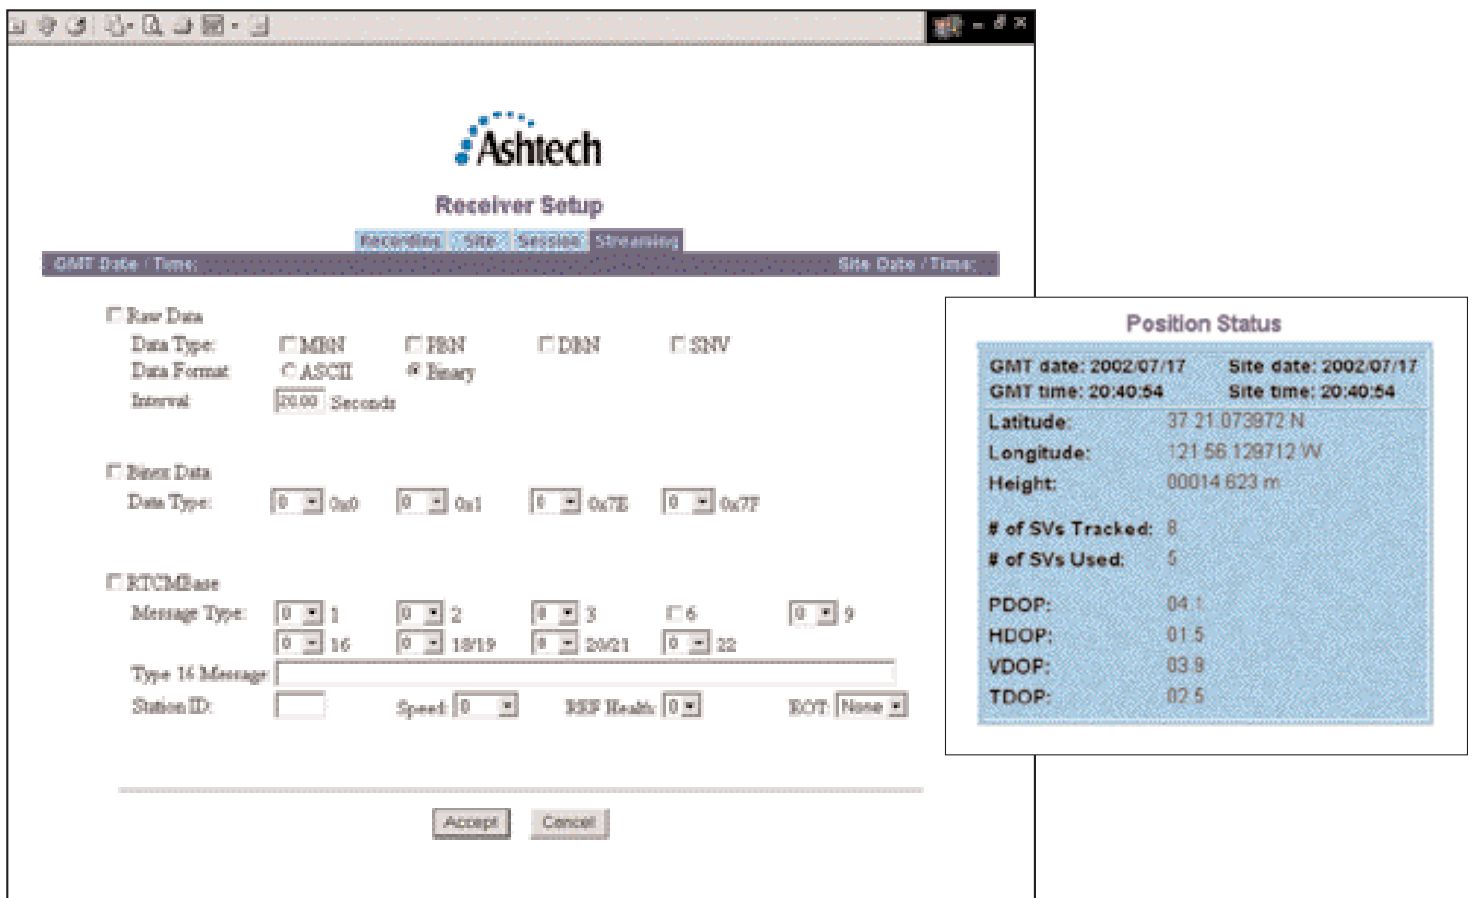 Ashtech
Receiver Setup
Recording Site Session Streaming
GMT Date / Time: Site Date / Time:
Raw Data
Data Type: MBN PBN DBN SNV
Data Format: ASCII Binary
Interval: 20.00 Seconds
Binex Data
Data Type: 0 0x0 0 0x1 0 0x7E 0 0x7F
RTCMBase
Message Type: 0 1 0 2 0 3 6 0 9
0 16 0 18/19 0 20/21 0 22
Type 16 Message:
Station ID: Speed: 0 REF Health: 0 EOT: None
Accept Cancel
Position Status
GMT date: 2002/07/17 Site date: 2002/07/17
GMT time: 20:40:54 Site time: 20:40:54
Latitude: 37 21.073972 N
Longitude: 121 56.129712 W
Height: 00014.623 m
# of SVs Tracked: 8
# of SVs Used: 5
PDOP: 04.1
HDOP: 01.5
VDOP: 03.9
TDOP: 02.5